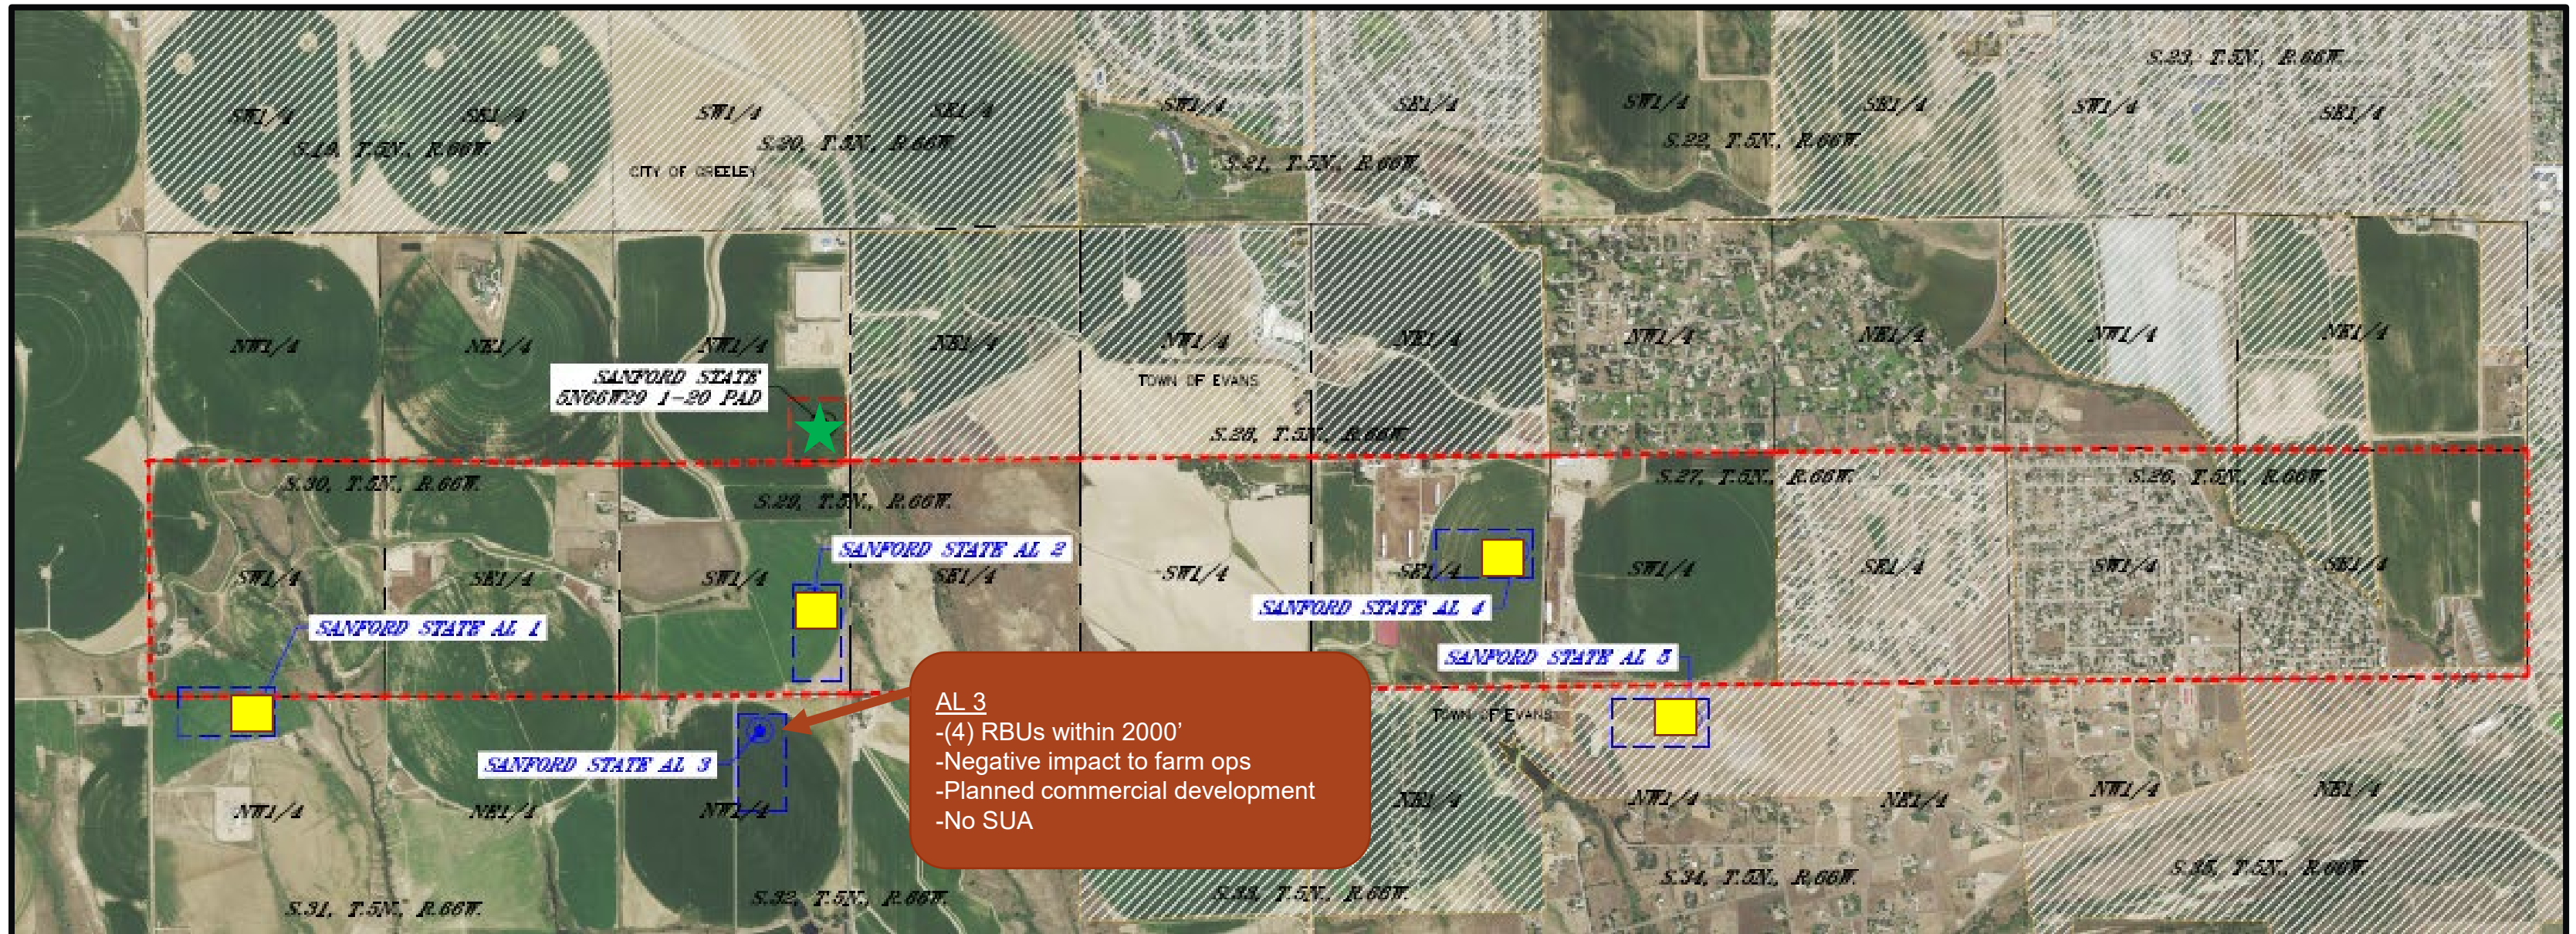 S.23, T.5N., R.66W.
SW1/4
SE1/4
SW1/4
SE1/4
SW1/4
SE1/4
SW1/4
SE1/4
SW1/4
SE1/4
S.19, T.5N., R.66W.
S.20, T.5N., R.66W.
S.21, T.5N., R.66W.
S.22, T.5N., R.66W.
CITY OF GREELEY
NW1/4
NE1/4
NW1/4
NE1/4
NW1/4
NE1/4
NW1/4
NE1/4
NW1/4
NE1/4
SANFORD STATE
5N66W29 1-20 PAD
TOWN OF EVANS
S.28, T.5N., R.66W.
S.30, T.5N., R.66W.
S.29, T.5N., R.66W.
S.27, T.5N., R.66W.
S.26, T.5N., R.66W.
SANFORD STATE AL 2
SW1/4
SE1/4
SW1/4
SE1/4
SW1/4
SE1/4
SW1/4
SE1/4
SW1/4
SE1/4
SANFORD STATE AL 4
SANFORD STATE AL 1
SANFORD STATE AL 5
AL 3
-(4) RBUs within 2000’
-Negative impact to farm ops
-Planned commercial development
-No SUA
TOWN OF EVANS
SANFORD STATE AL 3
NW1/4
NE1/4
NW1/4
NE1/4
NW1/4
NE1/4
NW1/4
NE1/4
S.31, T.5N., R.66W.
S.32, T.5N., R.66W.
S.33, T.5N., R.66W.
S.34, T.5N., R.66W.
S.35, T.5N., R.66W.